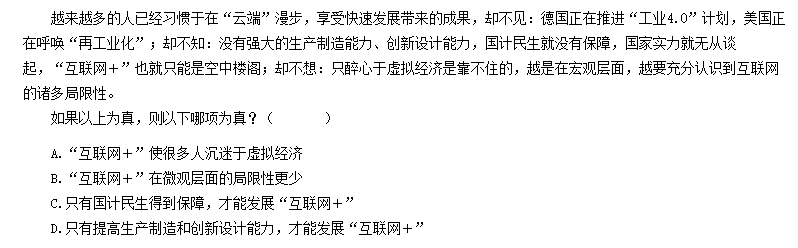 越来越多的人已经习惯于在“云端”漫步，享受快速发展带来的成果，却不见：德国正在推进“工业4.0”计划，美国正
在呼唤“再工业化”；却不知：没有强大的生产制造能力、创新设计能力，国计民生就没有保障，国家实力就无从谈
起，“互联网＋”也就只能是空中楼阁；却不想：只醉心于虚拟经济是靠不住的，越是在宏观层面，越要充分认识到互联网
的诸多局限性。
如果以上为真，则以下哪项为真？（　　）
A.“互联网＋”使很多人沉迷于虚拟经济
B.“互联网＋”在微观层面的局限性更少
C.只有国计民生得到保障，才能发展“互联网＋”
D.只有提高生产制造和创新设计能力，才能发展“互联网＋”